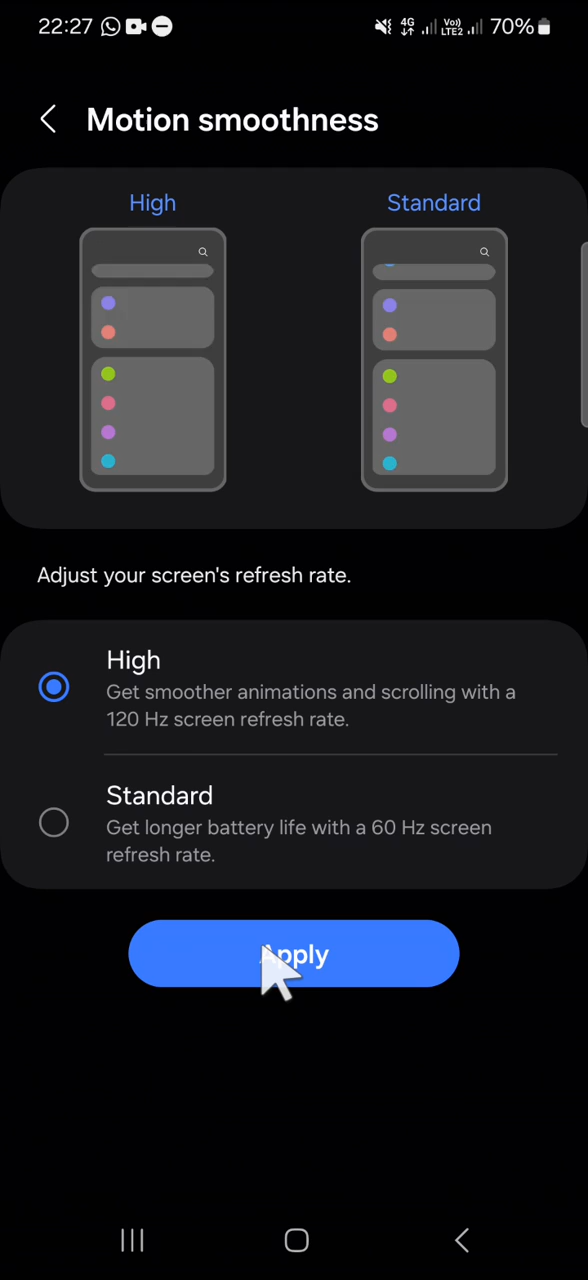 22:27
4G Vo)) LTE2 70%
Motion smoothness
High Standard
Adjust your screen's refresh rate.
High
Get smoother animations and scrolling with a
120 Hz screen refresh rate.
Standard
Get longer battery life with a 60 Hz screen
refresh rate.
Apply